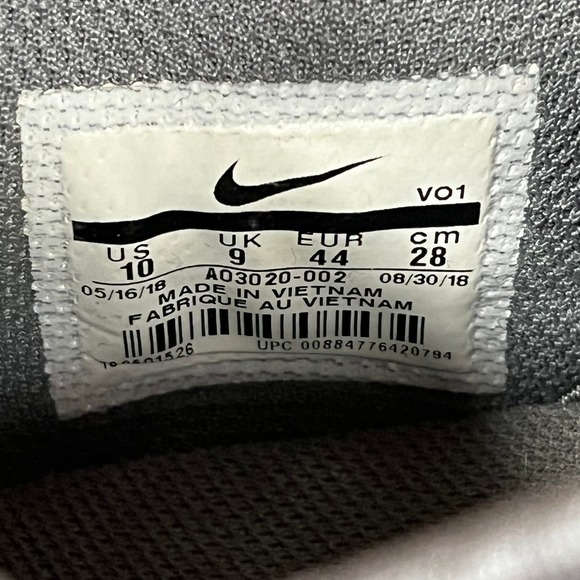 VO1
US UK EUR cm
10 9 44 28
05/16/18 AO3020-002 08/30/18
MADE IN VIETNAM
FABRIQUE AU VIETNAM
UPC 00884776420794